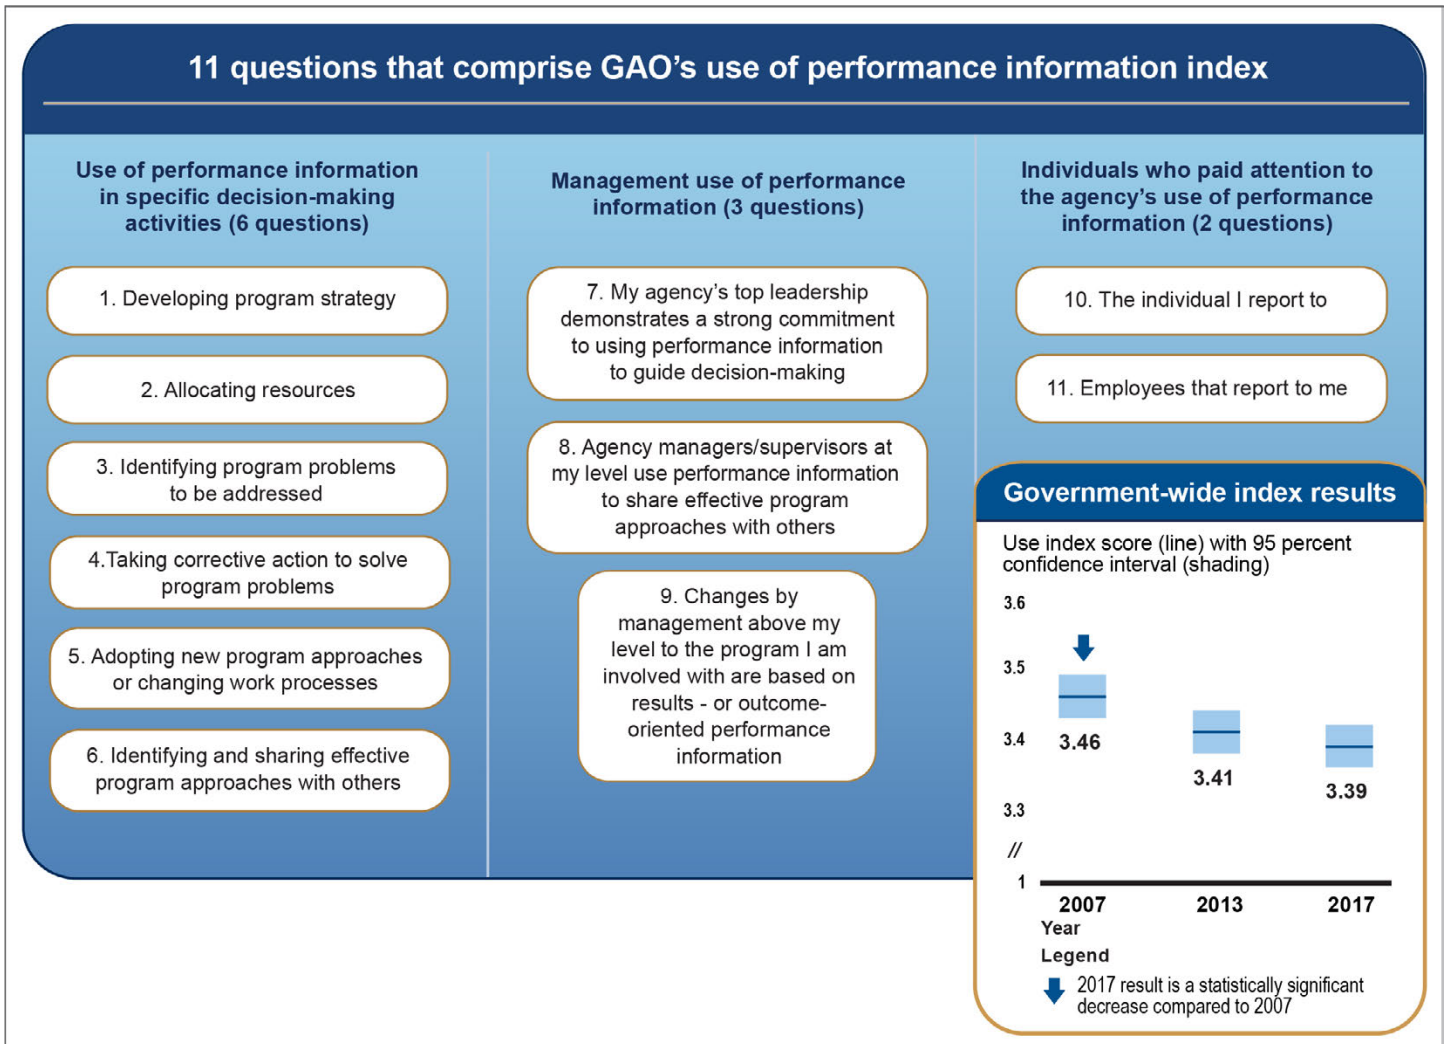 11 questions that comprise GAO's use of performance information index
Use of performance information
in specific decision-making
activities (6 questions)
1. Developing program strategy
2. Allocating resources
3. Identifying program problems
to be addressed
4.Taking corrective action to solve
program problems
5. Adopting new program approaches
or changing work processes
6. Identifying and sharing effective
program approaches with others
Management use of performance
information (3 questions)
7. My agency's top leadership
demonstrates a strong commitment
to using performance information
to guide decision-making
8. Agency managers/supervisors at
my level use performance information
to share effective program
approaches with others
9. Changes by
management above my
level to the program I am
involved with are based on
results - or outcome-
oriented performance
information
Individuals who paid attention to
the agency's use of performance
information (2 questions)
10. The individual I report to
11. Employees that report to me
Government-wide index results
Use index score (line) with 95 percent
confidence interval (shading)
3.6
3.5
3.4
3.3
//
1
3.46
3.41
3.39
2007 2013 2017
Year
Legend
2017 result is a statistically significant
decrease compared to 2007